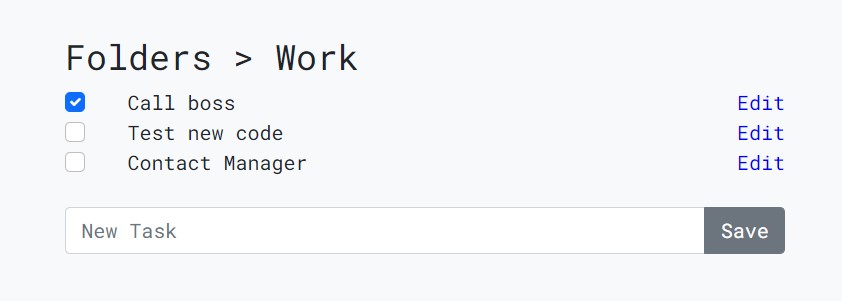 Folders > Work
Call boss Edit
Test new code Edit
Contact Manager Edit
New Task Save